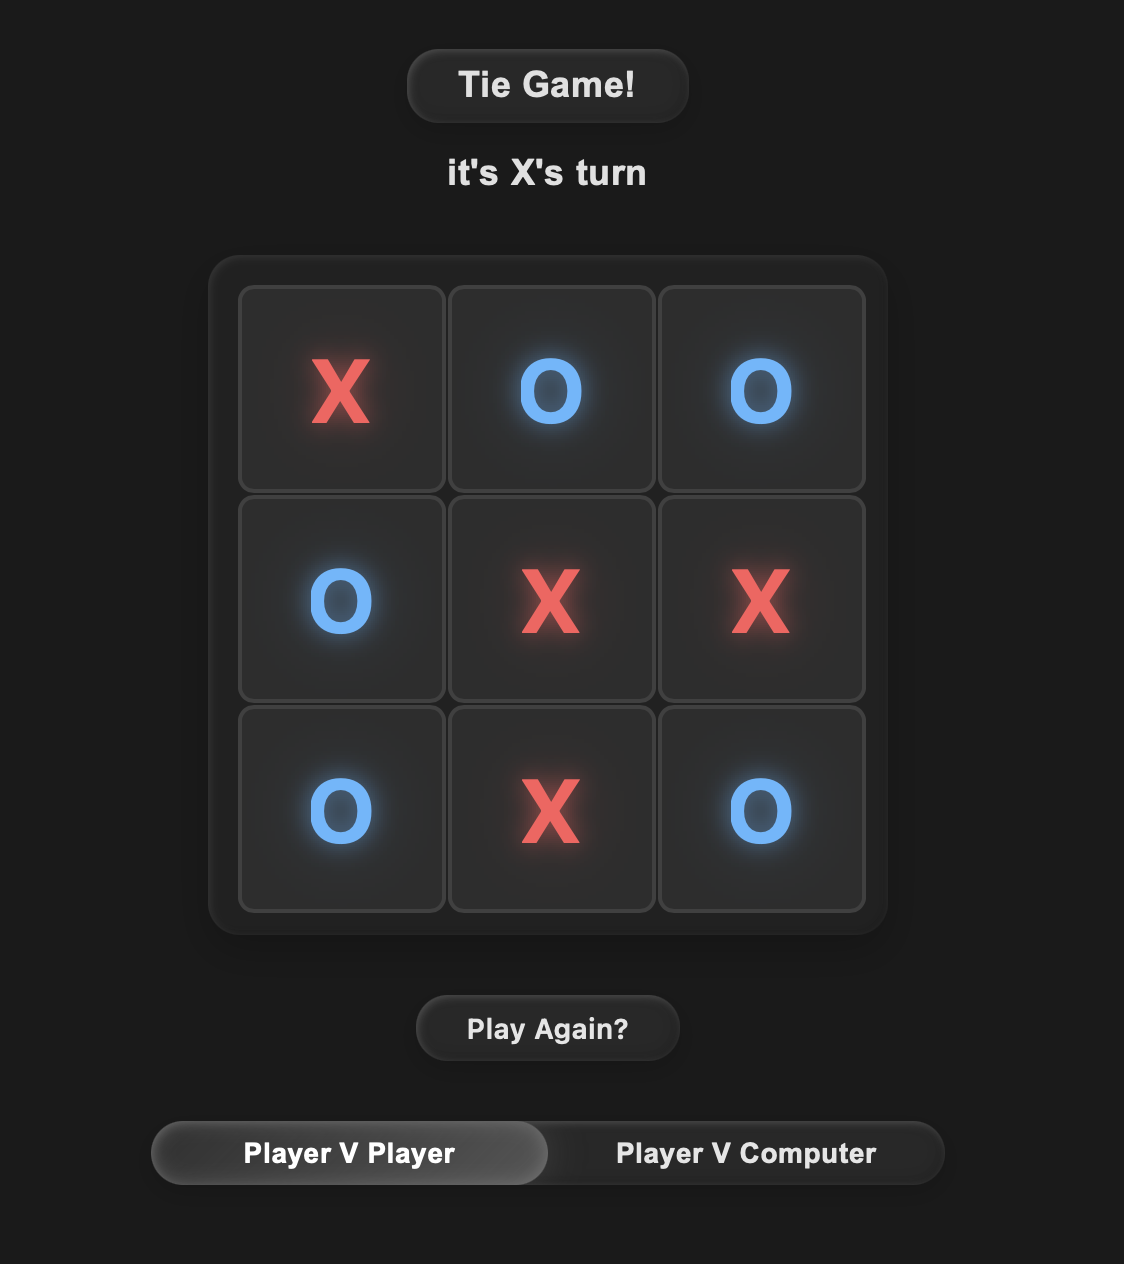 Tie Game!
it's X's turn
X O O
O X X
O X O
Play Again?
Player V Player Player V Computer